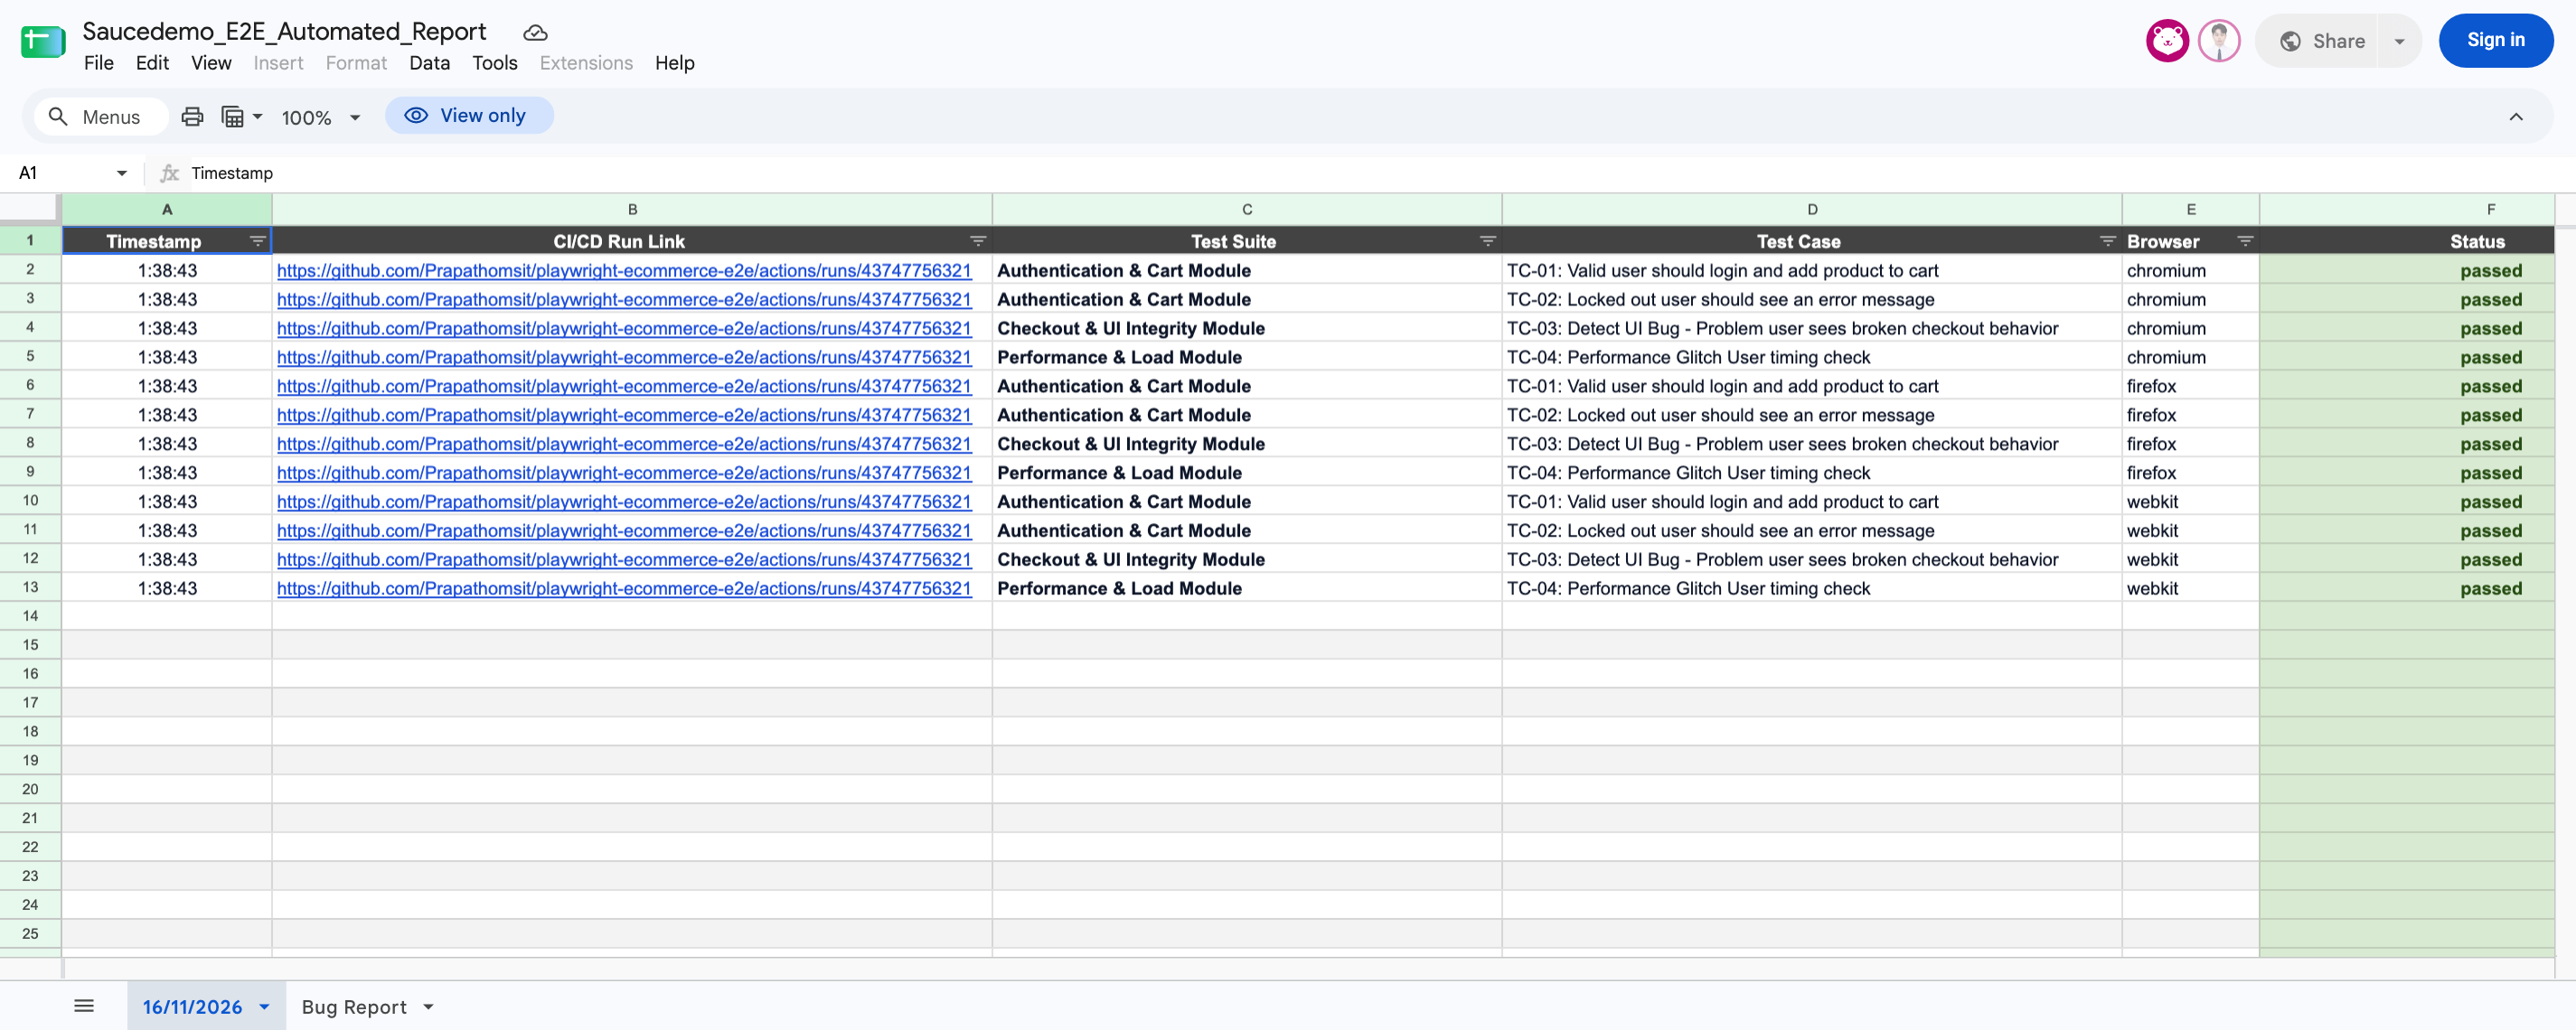 Saucedemo_E2E_Automated_Report
File Edit View Insert Format Data Tools Extensions Help
Share
Sign in
Menus 100% View only
A1 fx Timestamp
A B C D E F
1 Timestamp CI/CD Run Link Test Suite Test Case Browser Status
2 1:38:43 https://github.com/Prapathomsit/playwright-ecommerce-e2e/actions/runs/43747756321 Authentication & Cart Module TC-01: Valid user should login and add product to cart chromium passed
3 1:38:43 https://github.com/Prapathomsit/playwright-ecommerce-e2e/actions/runs/43747756321 Authentication & Cart Module TC-02: Locked out user should see an error message chromium passed
4 1:38:43 https://github.com/Prapathomsit/playwright-ecommerce-e2e/actions/runs/43747756321 Checkout & UI Integrity Module TC-03: Detect UI Bug - Problem user sees broken checkout behavior chromium passed
5 1:38:43 https://github.com/Prapathomsit/playwright-ecommerce-e2e/actions/runs/43747756321 Performance & Load Module TC-04: Performance Glitch User timing check chromium passed
6 1:38:43 https://github.com/Prapathomsit/playwright-ecommerce-e2e/actions/runs/43747756321 Authentication & Cart Module TC-01: Valid user should login and add product to cart firefox passed
7 1:38:43 https://github.com/Prapathomsit/playwright-ecommerce-e2e/actions/runs/43747756321 Authentication & Cart Module TC-02: Locked out user should see an error message firefox passed
8 1:38:43 https://github.com/Prapathomsit/playwright-ecommerce-e2e/actions/runs/43747756321 Checkout & UI Integrity Module TC-03: Detect UI Bug - Problem user sees broken checkout behavior firefox passed
9 1:38:43 https://github.com/Prapathomsit/playwright-ecommerce-e2e/actions/runs/43747756321 Performance & Load Module TC-04: Performance Glitch User timing check firefox passed
10 1:38:43 https://github.com/Prapathomsit/playwright-ecommerce-e2e/actions/runs/43747756321 Authentication & Cart Module TC-01: Valid user should login and add product to cart webkit passed
11 1:38:43 https://github.com/Prapathomsit/playwright-ecommerce-e2e/actions/runs/43747756321 Authentication & Cart Module TC-02: Locked out user should see an error message webkit passed
12 1:38:43 https://github.com/Prapathomsit/playwright-ecommerce-e2e/actions/runs/43747756321 Checkout & UI Integrity Module TC-03: Detect UI Bug - Problem user sees broken checkout behavior webkit passed
13 1:38:43 https://github.com/Prapathomsit/playwright-ecommerce-e2e/actions/runs/43747756321 Performance & Load Module TC-04: Performance Glitch User timing check webkit passed
14
15
16
17
18
19
20
21
22
23
24
25
16/11/2026 Bug Report